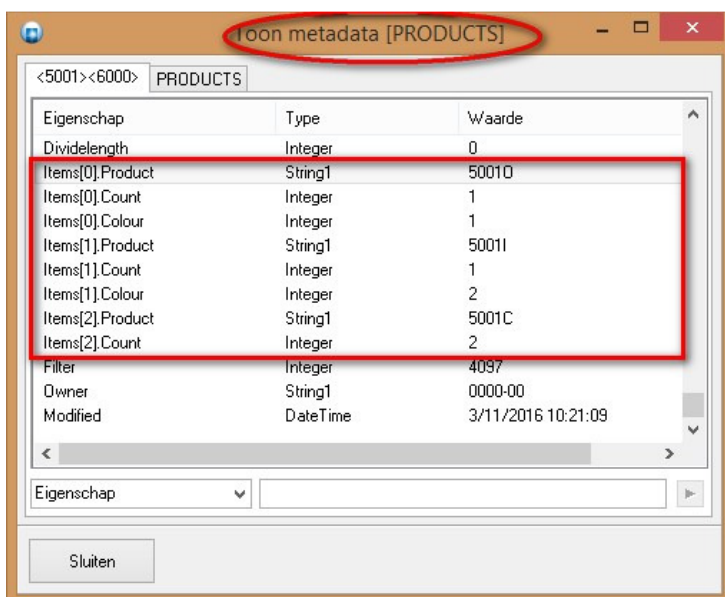 Toon metadata [PRODUCTS]
<5001><6000> PRODUCTS
Eigenschap Type Waarde
Dividelength Integer 0
Items[0].Product String1 5001O
Items[0].Count Integer 1
Items[0].Colour Integer 1
Items[1].Product String1 5001I
Items[1].Count Integer 1
Items[1].Colour Integer 2
Items[2].Product String1 5001C
Items[2].Count Integer 2
Filter Integer 4097
Owner String1 0000-00
Modified DateTime 3/11/2016 10:21:09
Eigenschap
Sluiten